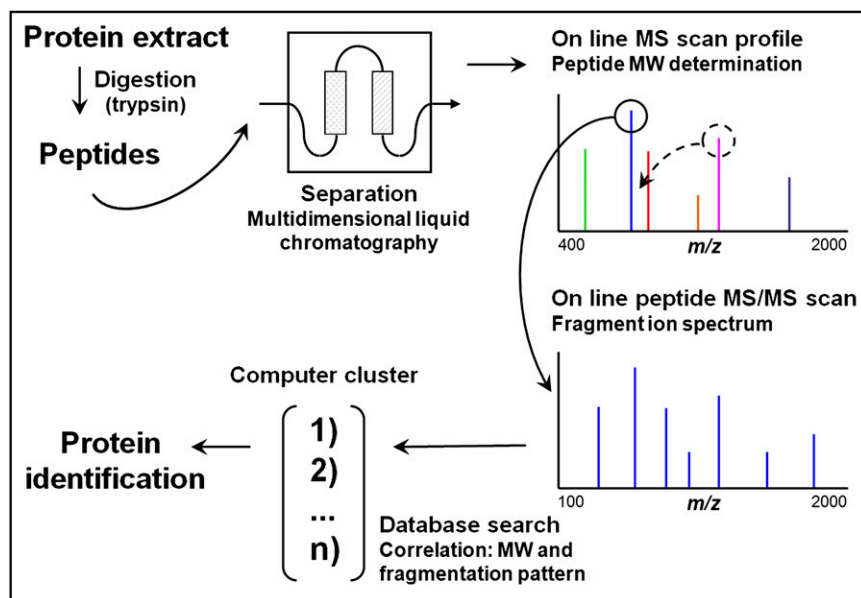 Protein extract
Digestion
(trypsin)
Peptides
Separation
Multidimensional liquid
chromatography
On line MS scan profile
Peptide MW determination
400
m/z
2000
On line peptide MS/MS scan
Fragment ion spectrum
100
m/z
2000
Computer cluster
1)
2)
...
n)
Database search
Correlation: MW and
fragmentation pattern
Protein
identification